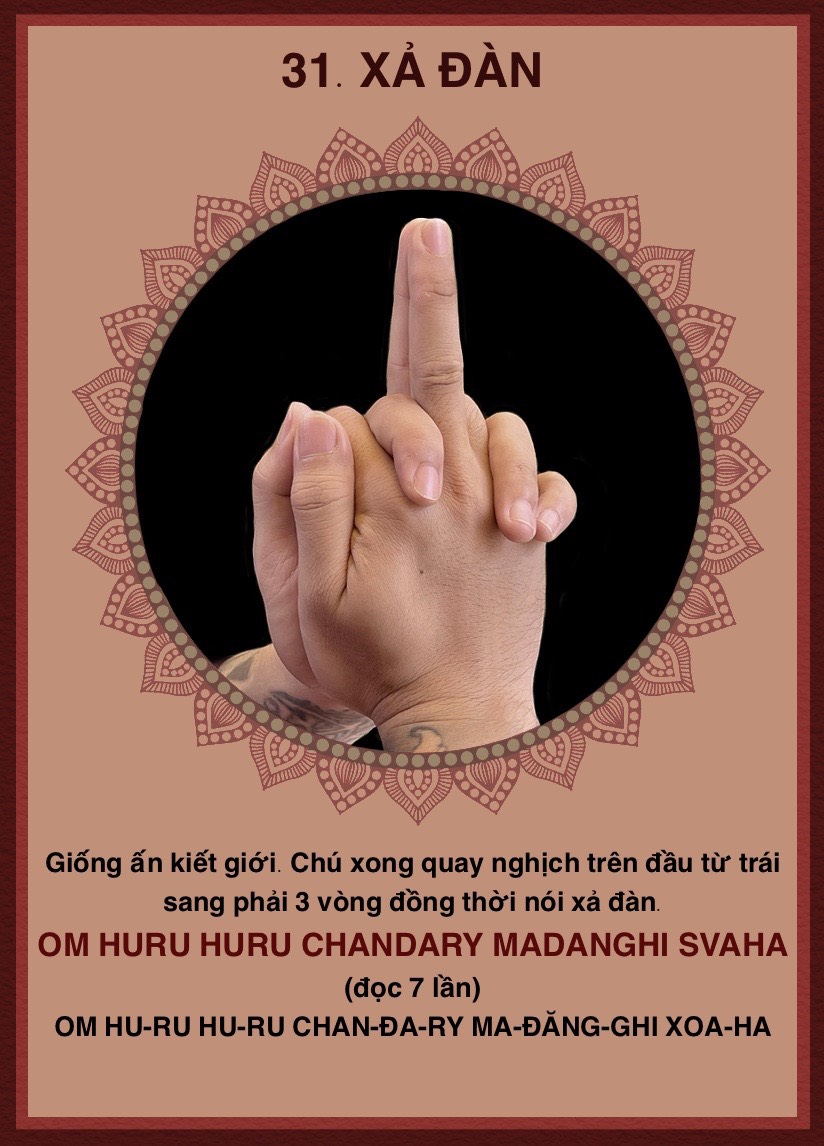 31. XẢ ĐÀN
Giống ấn kiết giới. Chú xong quay nghịch trên đầu từ trái
sang phải 3 vòng đồng thời nói xả đàn.
OM HURU HURU CHANDARY MADANGHI SVAHA
(đọc 7 lần)
OM HU-RU HU-RU CHAN-ĐA-RY MA-ĐĂNG-GHI XOA-HA